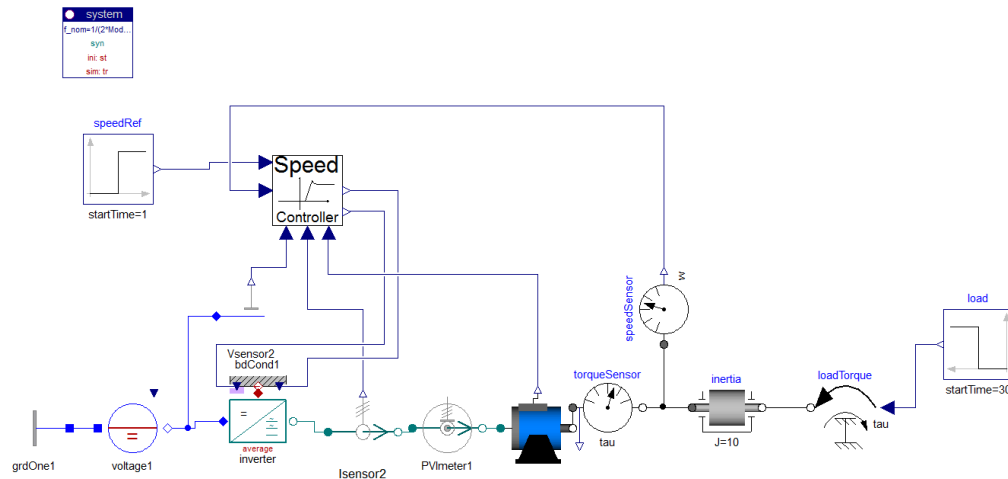 system
f_nom=1/(2*Mod...
syn
ini: st
sim: tr
speedRef
startTime=1
Speed
Controller
w
speedSensor
load
startTime=30
Vsensor2
bdCond1
torqueSensor
tau
inertia
J=10
loadTorque
tau
grdOne1
voltage1
=
=
~
~
average
inverter
Isensor2
PVImeter1